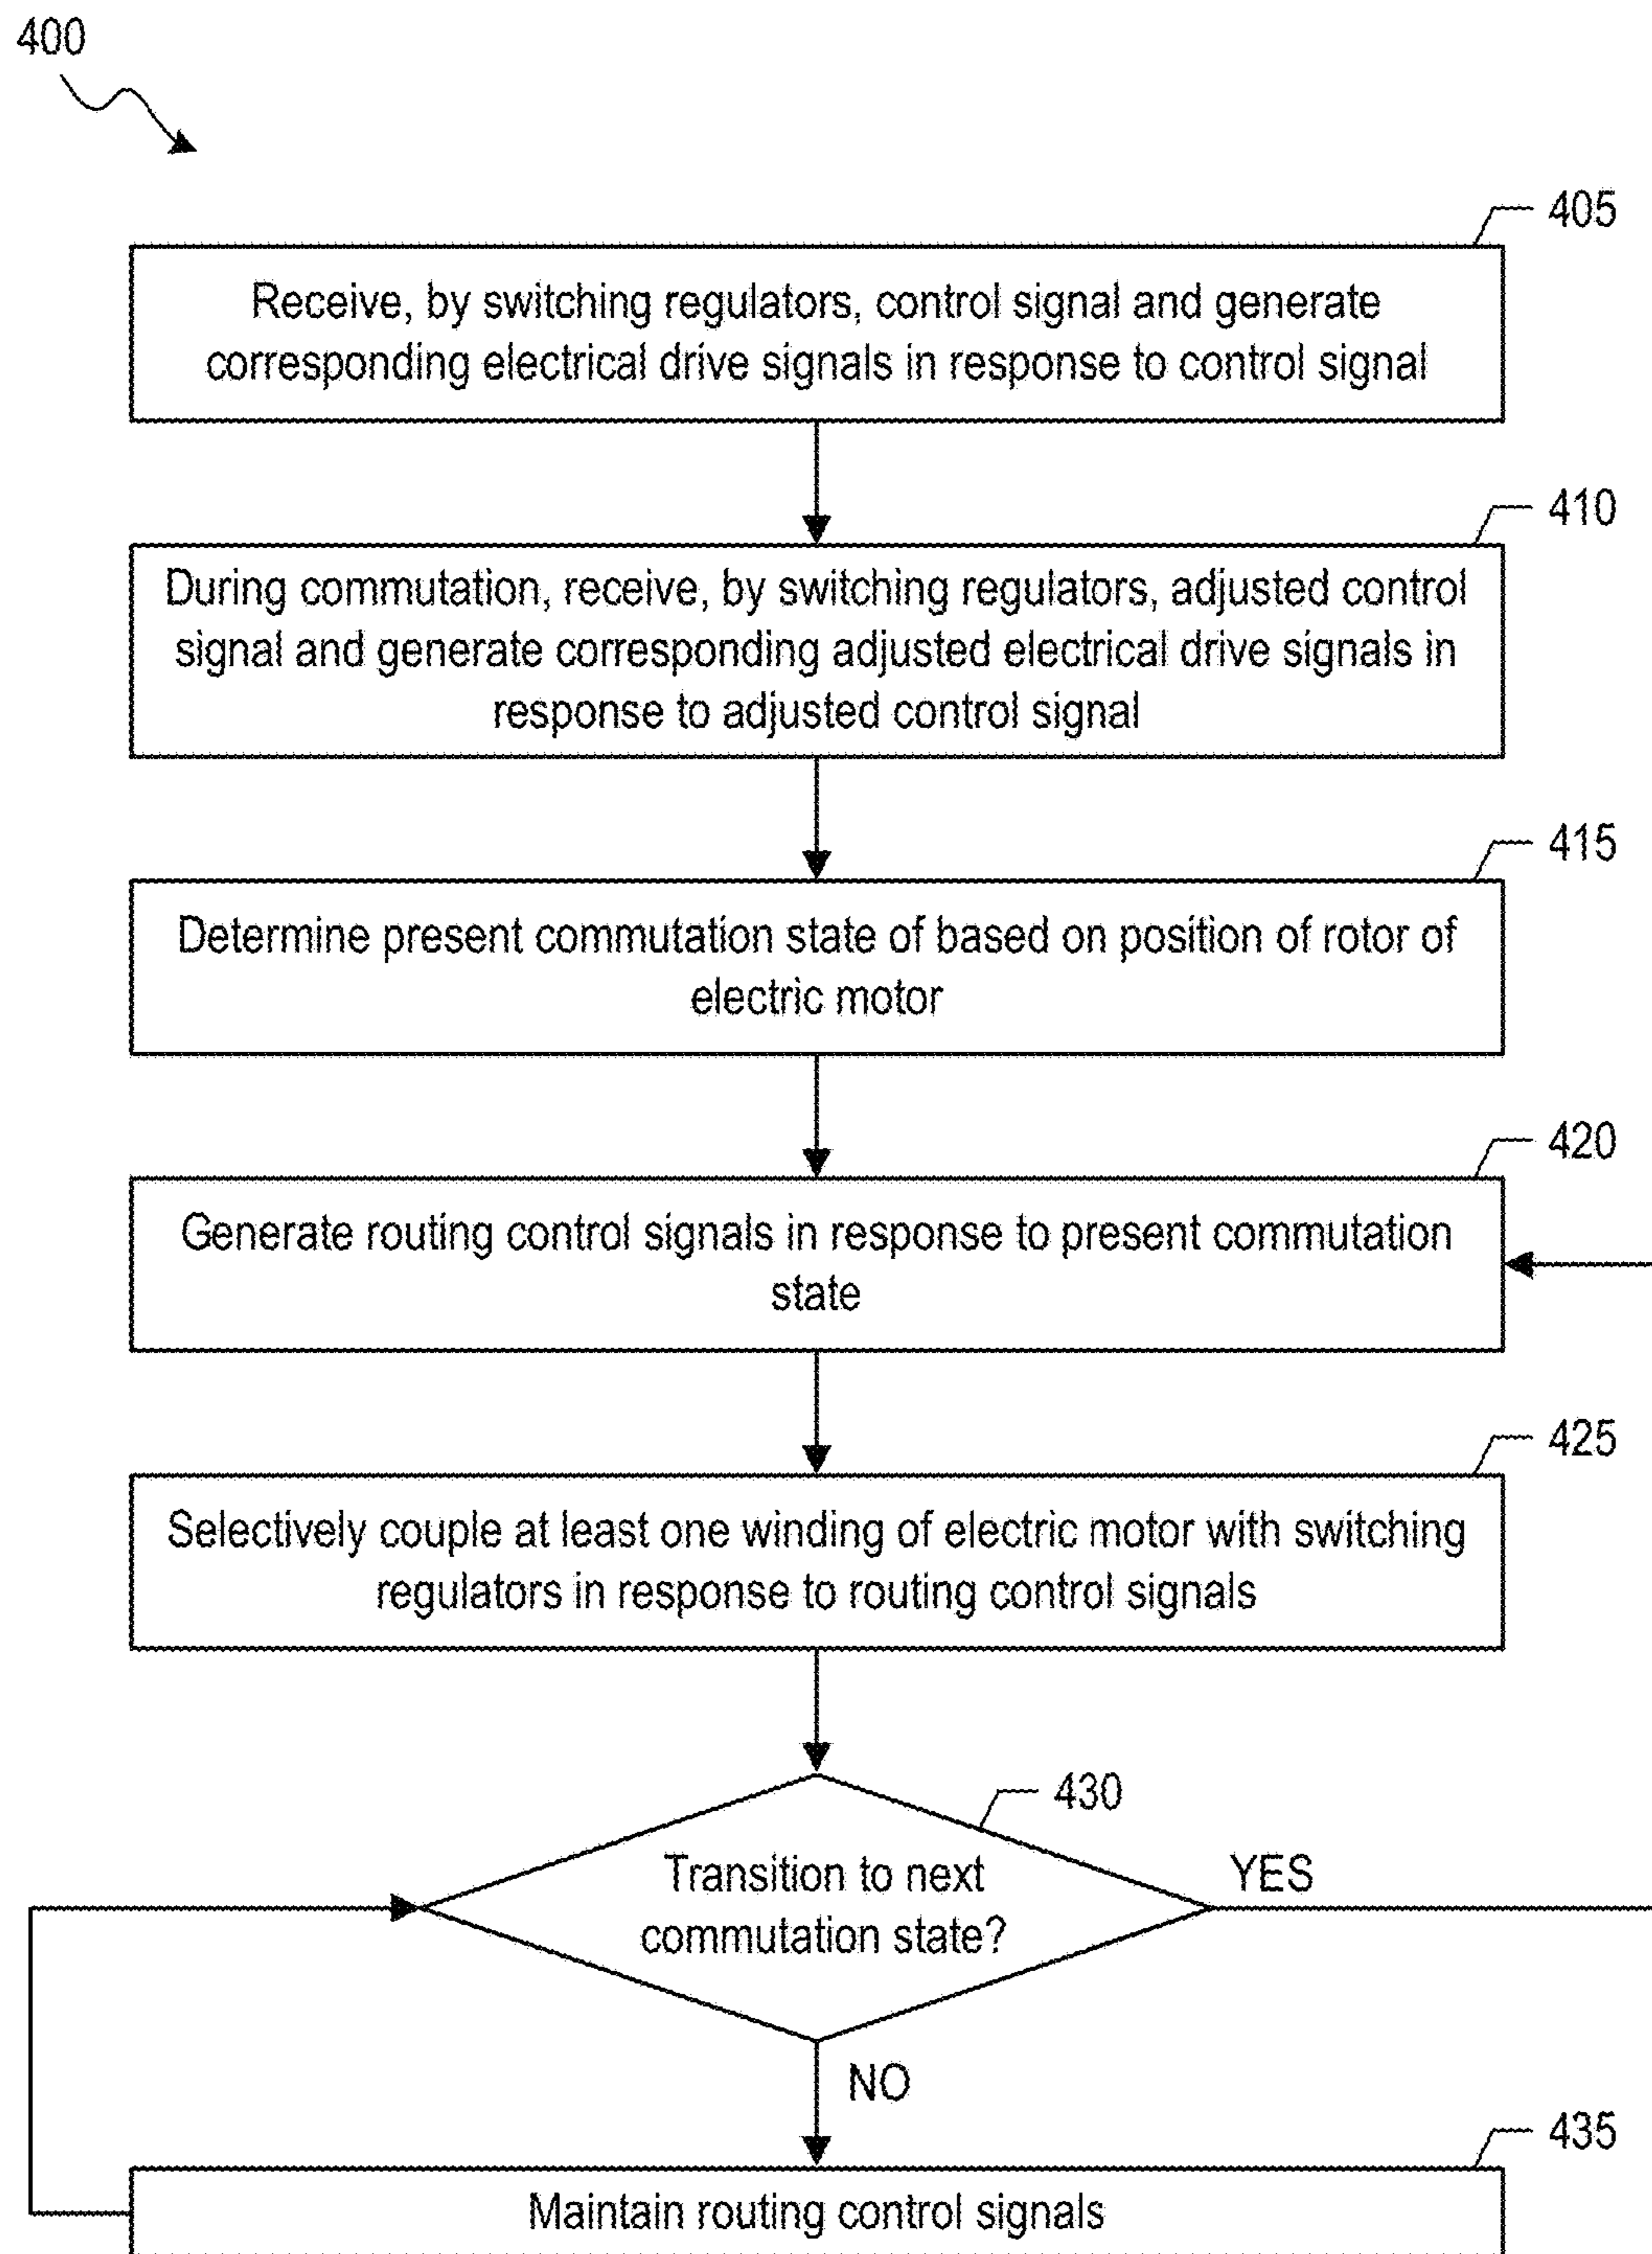 400
405
Receive, by switching regulators, control signal and generate
corresponding electrical drive signals in response to control signal
410
During commutation, receive, by switching regulators, adjusted control
signal and generate corresponding adjusted electrical drive signals in
response to adjusted control signal
415
Determine present commutation state of based on position of rotor of
electric motor
420
Generate routing control signals in response to present commutation
state
425
Selectively couple at least one winding of electric motor with switching
regulators in response to routing control signals
430
Transition to next
commutation state?
YES
NO
435
Maintain routing control signals